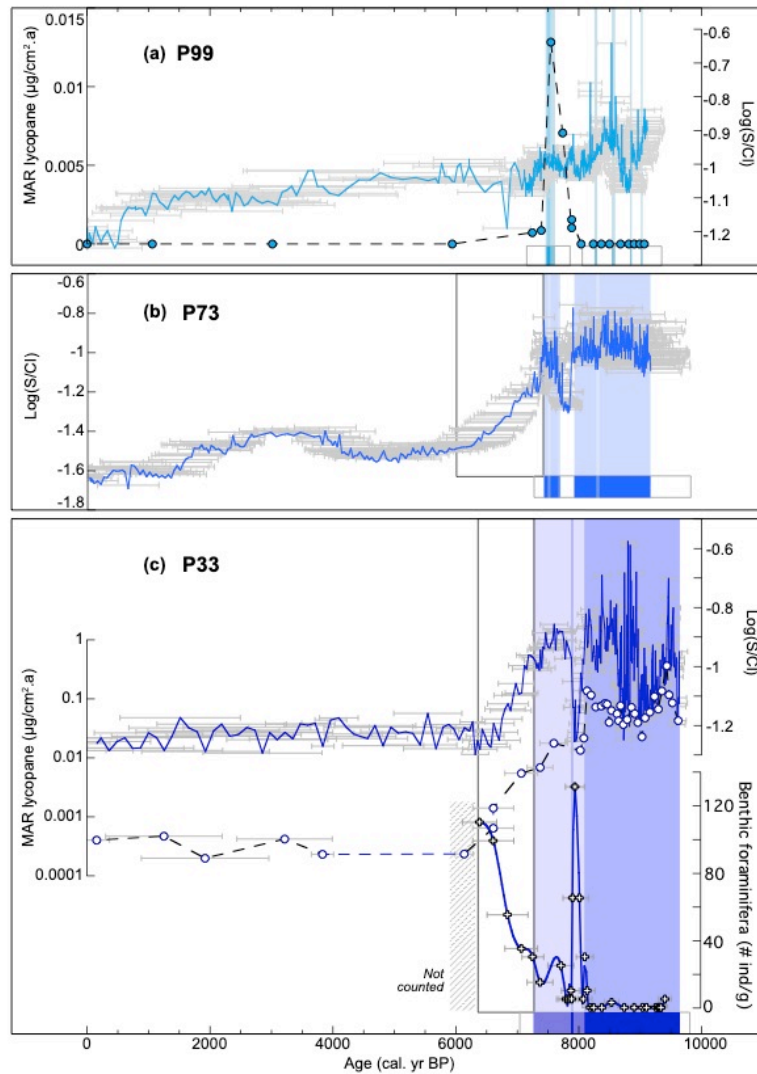 (a) P99
MAR lycopane (µg/cm².a)
0.015
0.01
0.005
0
-0.6
-0.7
-0.8
-0.9
-1
-1.1
-1.2
Log(S/Cl)
(b) P73
Log(S/Cl)
-0.6
-0.8
-1
-1.2
-1.4
-1.6
-1.8
(c) P33
-0.6
-0.8
-1
-1.2
Log(S/Cl)
MAR lycopane (µg/cm².a)
1
0.1
0.01
0.001
0.0001
120
80
40
0
Benthic foraminifera (# ind/g)
Not
counted
0 2000 4000 6000 8000 10000
Age (cal. yr BP)